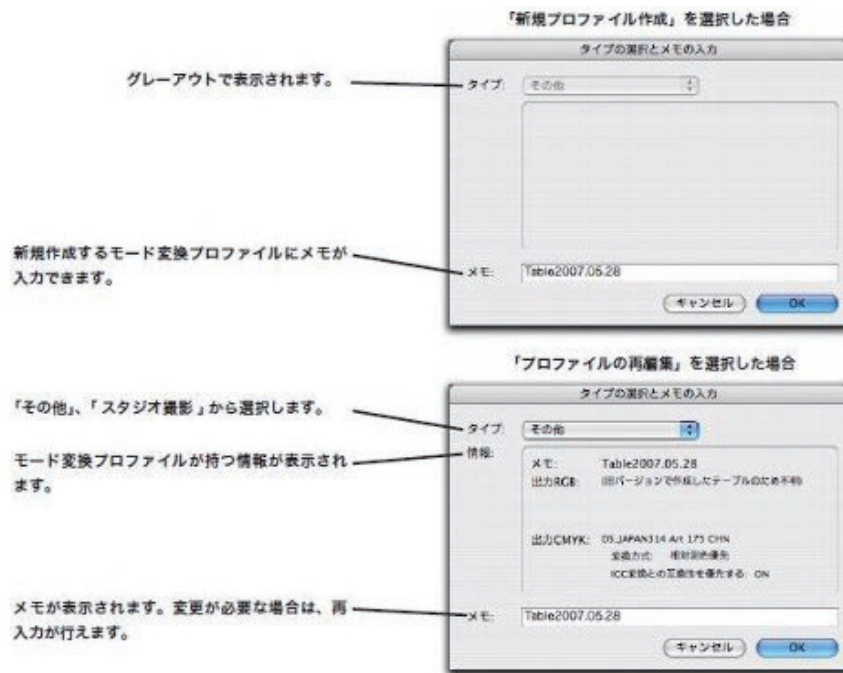 「新規プロファイル作成」を選択した場合
タイプの選択とメモの入力
グレーアウトで表示されます。
タイプ: その他
新規作成するモード変換プロファイルにメモが
入力できます。
メモ: Table2007.05.28
キャンセル OK
「プロファイルの再編集」を選択した場合
タイプの選択とメモの入力
「その他」、「スタジオ撮影」から選択します。
タイプ: その他
モード変換プロファイルが持つ情報が表示され
ます。
情報:
メモ: Table2007.05.28
出力RGB: (旧バージョンで作成したテーブルのため不明)
出力CMYK: DS_JAPAN314 Art 175 CHN
変換方式: 相対測色優先
ICC変換との互換性を優先する: ON
メモが表示されます。変更が必要な場合は、再
入力が行えます。
メモ: Table2007.05.28
キャンセル OK